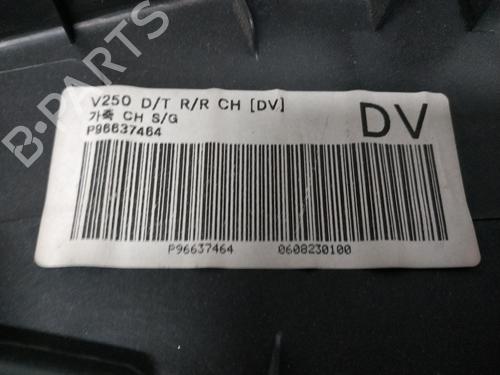 V250 D/T R/R CH [DV]
가죽 CH S/G
P96637464
DV
P96637464 0608230100
B-PARTS